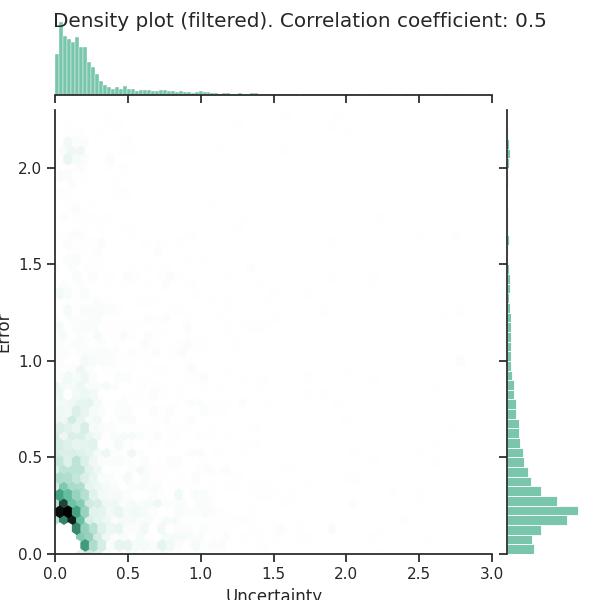 Density plot (filtered). Correlation coefficient: 0.5
2.0
1.5
1.0
0.5
0.0
Error
0.0 0.5 1.0 1.5 2.0 2.5 3.0
Uncertainty